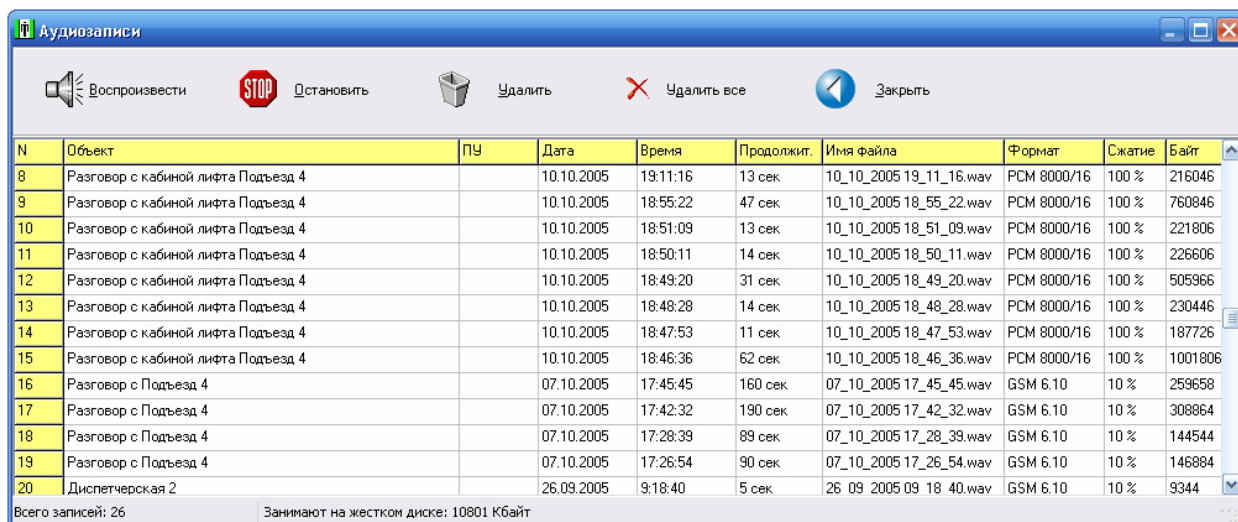 Аудиозаписи
Воспроизвести STOP Остановить Удалить Удалить все Закрыть
N Объект ПУ Дата Время Продолжит. Имя файла Формат Сжатие Байт
8 Разговор с кабиной лифта Подъезд 4 10.10.2005 19:11:16 13 сек 10_10_2005 19_11_16.wav PCM 8000/16 100 % 216046
9 Разговор с кабиной лифта Подъезд 4 10.10.2005 18:55:22 47 сек 10_10_2005 18_55_22.wav PCM 8000/16 100 % 760846
10 Разговор с кабиной лифта Подъезд 4 10.10.2005 18:51:09 13 сек 10_10_2005 18_51_09.wav PCM 8000/16 100 % 221806
11 Разговор с кабиной лифта Подъезд 4 10.10.2005 18:50:11 14 сек 10_10_2005 18_50_11.wav PCM 8000/16 100 % 226606
12 Разговор с кабиной лифта Подъезд 4 10.10.2005 18:49:20 31 сек 10_10_2005 18_49_20.wav PCM 8000/16 100 % 505966
13 Разговор с кабиной лифта Подъезд 4 10.10.2005 18:48:28 14 сек 10_10_2005 18_48_28.wav PCM 8000/16 100 % 230446
14 Разговор с кабиной лифта Подъезд 4 10.10.2005 18:47:53 11 сек 10_10_2005 18_47_53.wav PCM 8000/16 100 % 187726
15 Разговор с кабиной лифта Подъезд 4 10.10.2005 18:46:36 62 сек 10_10_2005 18_46_36.wav PCM 8000/16 100 % 1001806
16 Разговор с Подъезд 4 07.10.2005 17:45:45 160 сек 07_10_2005 17_45_45.wav GSM 6.10 10 % 259658
17 Разговор с Подъезд 4 07.10.2005 17:42:32 190 сек 07_10_2005 17_42_32.wav GSM 6.10 10 % 308864
18 Разговор с Подъезд 4 07.10.2005 17:28:39 89 сек 07_10_2005 17_28_39.wav GSM 6.10 10 % 144544
19 Разговор с Подъезд 4 07.10.2005 17:26:54 90 сек 07_10_2005 17_26_54.wav GSM 6.10 10 % 146884
20 Диспетчерская 2 26.09.2005 9:18:40 5 сек 26_09_2005 09_18_40.wav GSM 6.10 10 % 9344
Всего записей: 26 Занимают на жестком диске: 10801 Кбайт